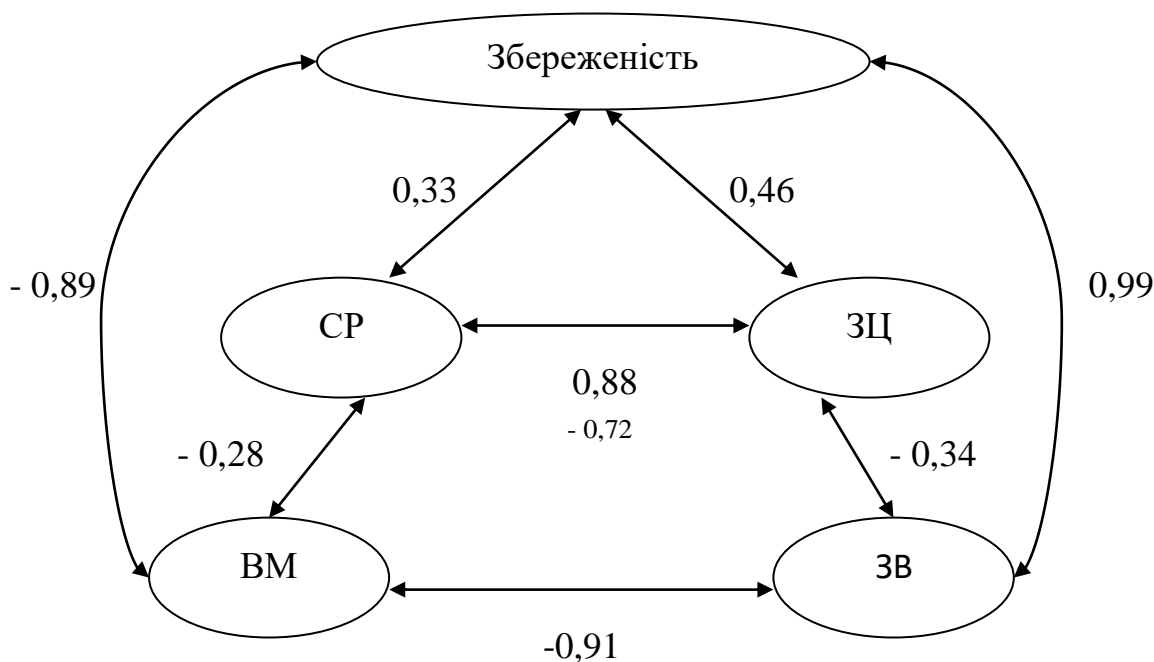 Збереженість
0,33
0,46
- 0,89
0,99
СР
ЗЦ
0,88
- 0,72
- 0,28
- 0,34
ВМ
ЗВ
-0,91